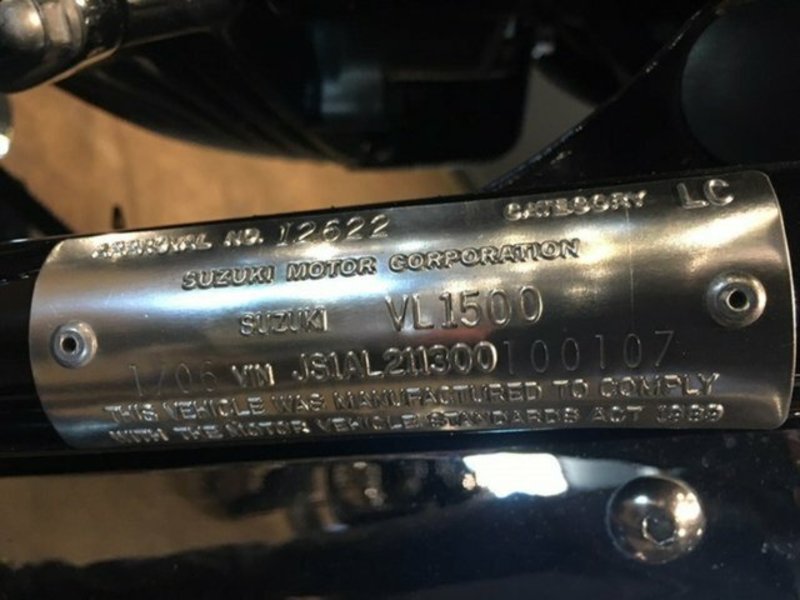 APPROVAL NO. 12622 CATEGORY LC
SUZUKI MOTOR CORPORATION
SUZUKI VL1500
1/06 VIN JS1AL211300100107
THIS VEHICLE WAS MANUFACTURED TO COMPLY
WITH THE MOTOR VEHICLE STANDARDS ACT 1989